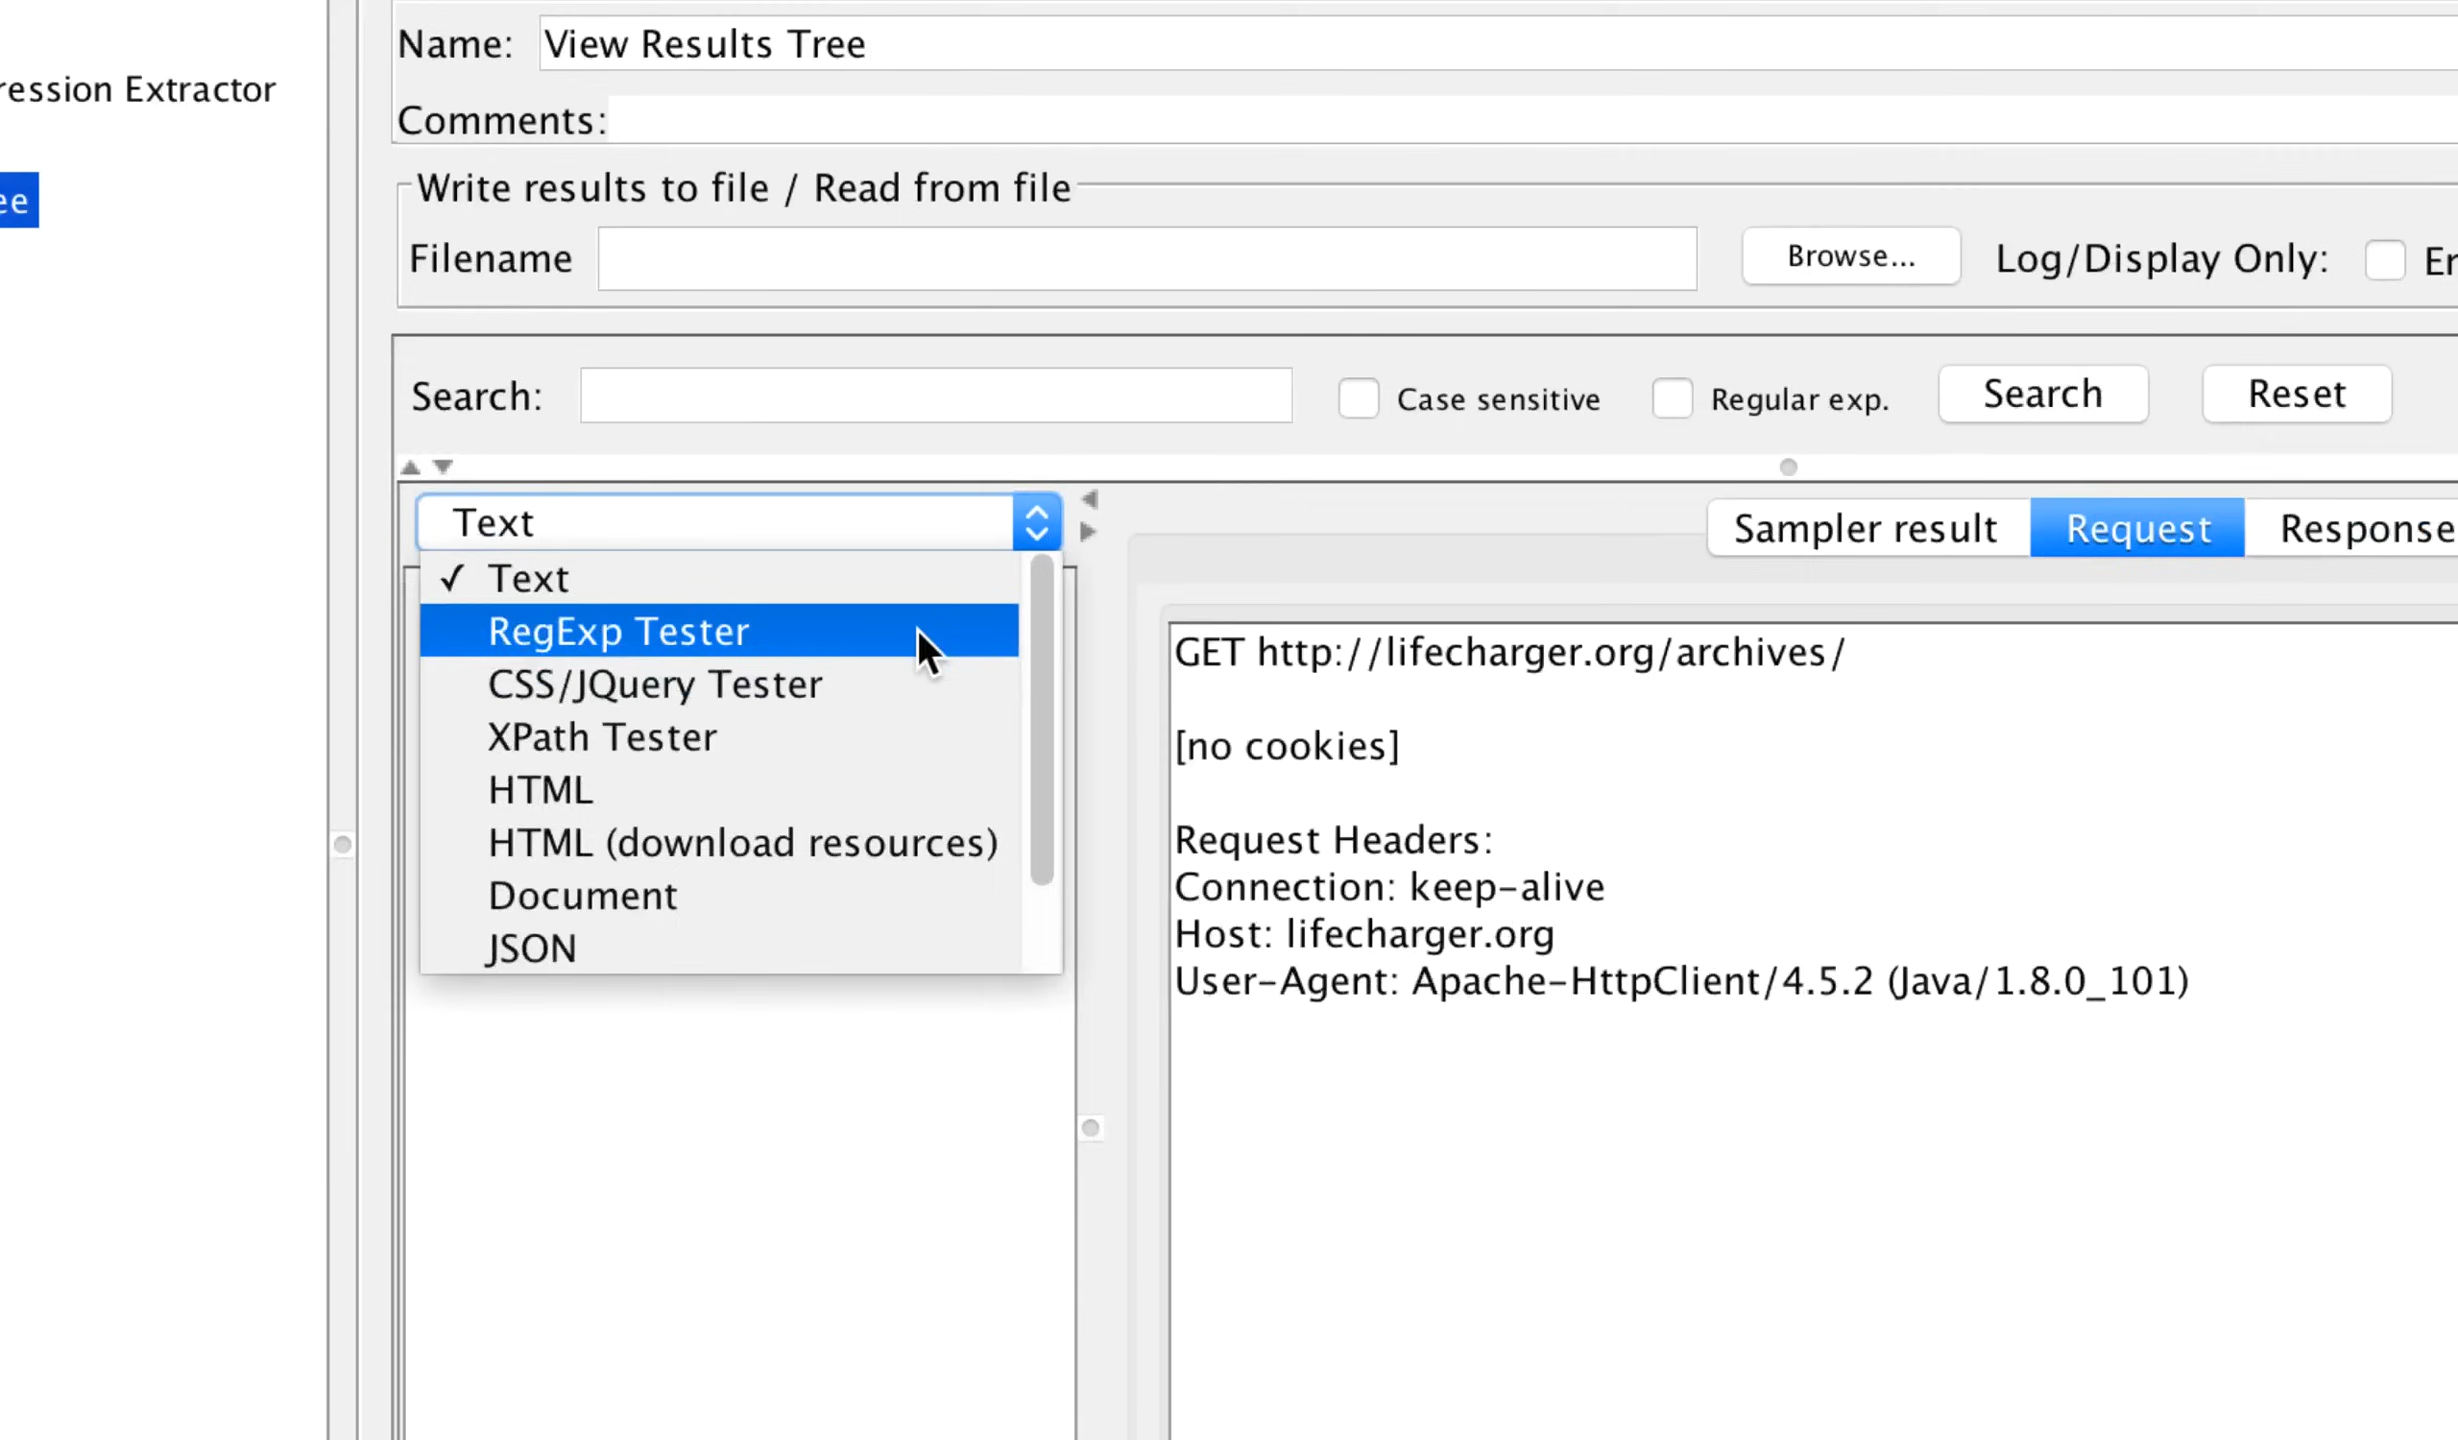 Name: View Results Tree
ression Extractor
Comments:
ee
Write results to file / Read from file
Filename Browse... Log/Display Only: Er
Search: Case sensitive Regular exp. Search Reset
Text
Sampler result Request Response
✓ Text
RegExp Tester
CSS/JQuery Tester
XPath Tester
HTML
HTML (download resources)
Document
JSON
GET http://lifecharger.org/archives/
[no cookies]
Request Headers:
Connection: keep-alive
Host: lifecharger.org
User-Agent: Apache-HttpClient/4.5.2 (Java/1.8.0_101)